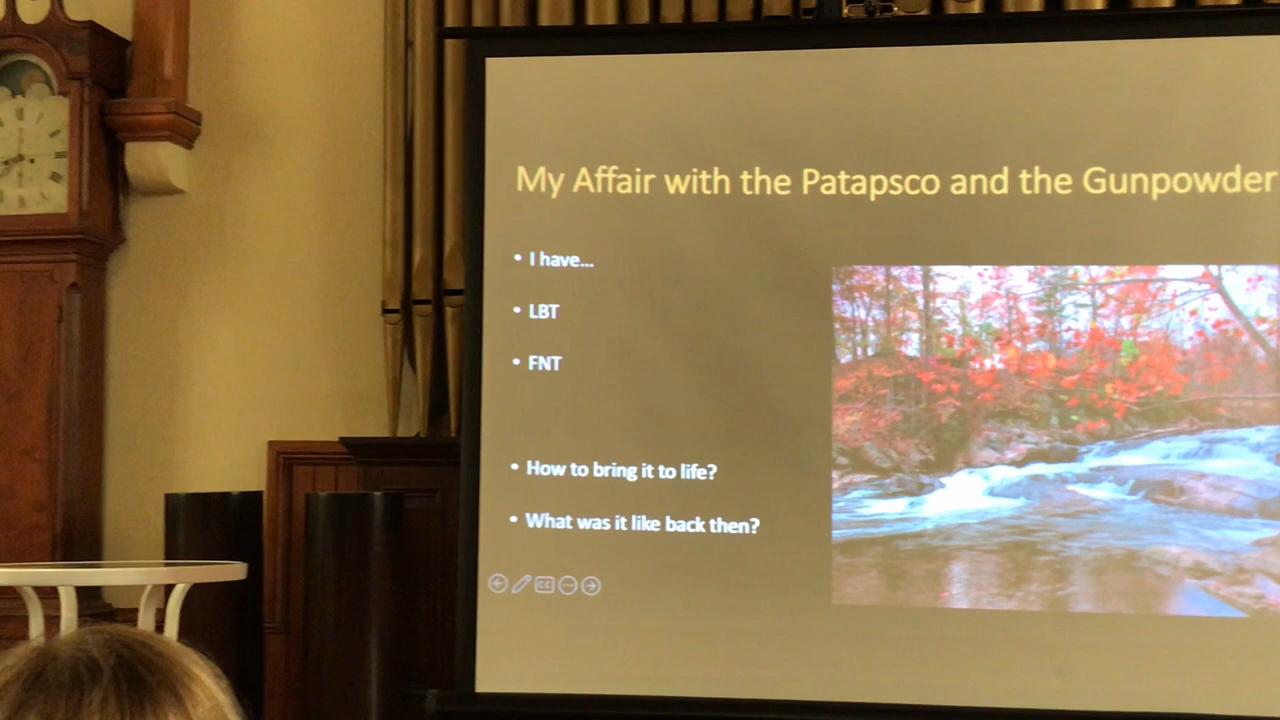 My Affair with the Patapsco and the Gunpowder
• I have...
• LBT
• FNT
• How to bring it to life?
• What was it like back then?
CC